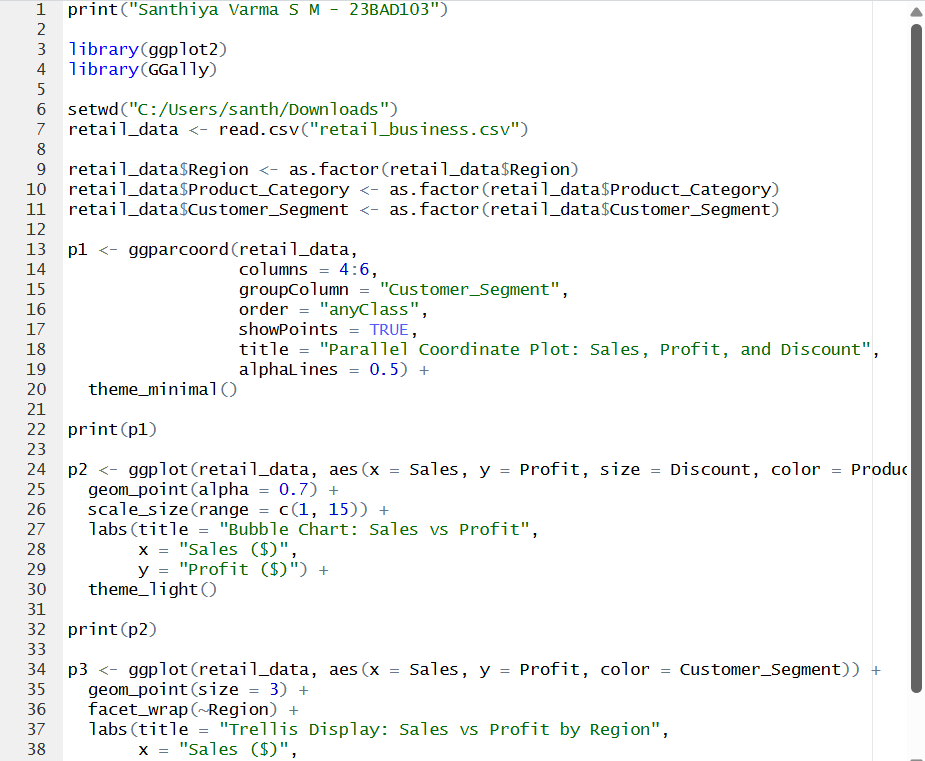 1 print("Santhiya Varma S M - 23BAD103")
2
3 library(ggplot2)
4 library(GGally)
5
6 setwd("C:/Users/santh/Downloads")
7 retail_data <- read.csv("retail_business.csv")
8
9 retail_data$Region <- as.factor(retail_data$Region)
10 retail_data$Product_Category <- as.factor(retail_data$Product_Category)
11 retail_data$Customer_Segment <- as.factor(retail_data$Customer_Segment)
12
13 p1 <- ggparcoord(retail_data,
14                  columns = 4:6,
15                  groupColumn = "Customer_Segment",
16                  order = "anyClass",
17                  showPoints = TRUE,
18                  title = "Parallel Coordinate Plot: Sales, Profit, and Discount",
19                  alphaLines = 0.5) +
20   theme_minimal()
21
22 print(p1)
23
24 p2 <- ggplot(retail_data, aes(x = Sales, y = Profit, size = Discount, color = Produc
25   geom_point(alpha = 0.7) +
26   scale_size(range = c(1, 15)) +
27   labs(title = "Bubble Chart: Sales vs Profit",
28        x = "Sales ($)",
29        y = "Profit ($)") +
30   theme_light()
31
32 print(p2)
33
34 p3 <- ggplot(retail_data, aes(x = Sales, y = Profit, color = Customer_Segment)) +
35   geom_point(size = 3) +
36   facet_wrap(~Region) +
37   labs(title = "Trellis Display: Sales vs Profit by Region",
38        x = "Sales ($)",